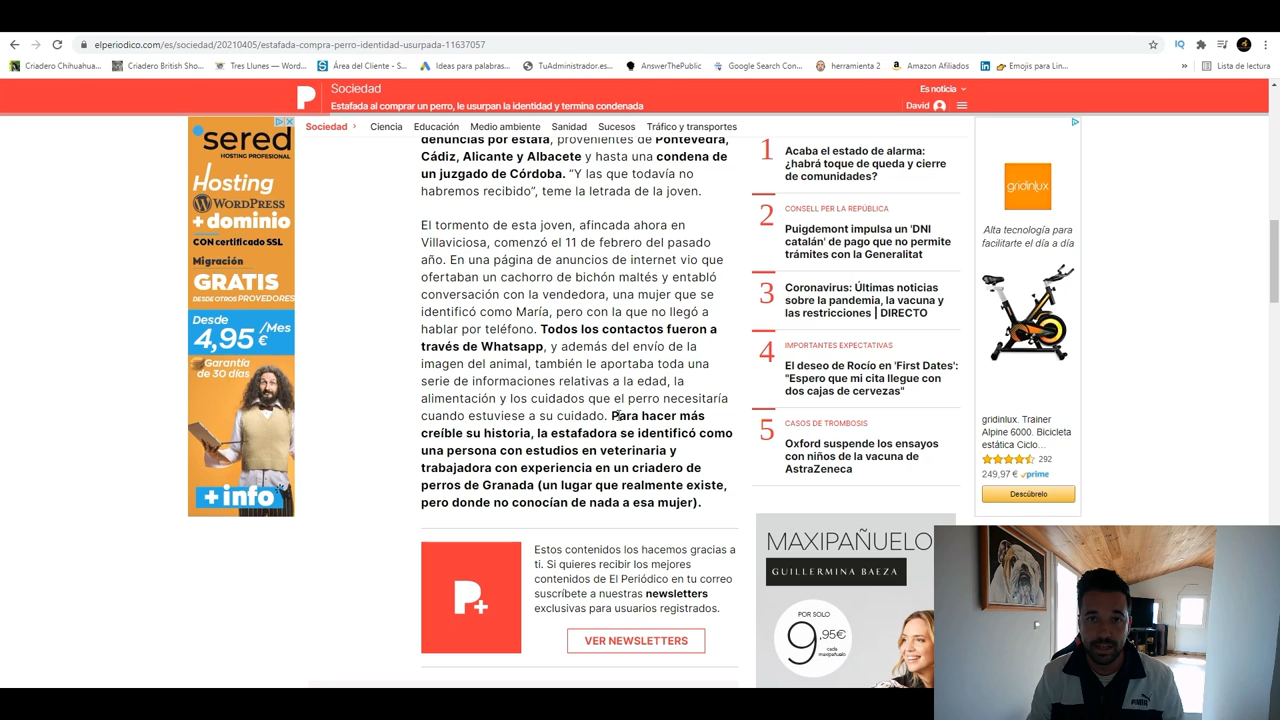 elperiodico.com/es/sociedad/20210405/estafada-compra-perro-identidad-usurpada-11637057
IQ
Criadero Chihuahua...
Criadero British Sho...
Tres Llunes — Word...
Área del Cliente - S...
Ideas para palabras...
TuAdministrador.es...
AnswerThePublic
Google Search Con...
herramienta 2
Amazon Afiliados
Emojis para Lin...
»
Lista de lectura
Sociedad
Estafada al comprar un perro, le usurpan la identidad y termina condenada
Es noticia
David
Sociedad
Ciencia
Educación
Medio ambiente
Sanidad
Sucesos
Tráfico y transportes
sered
HOSTING PROFESIONAL
Hosting
WORDPRESS
+ dominio
CON certificado SSL
Migración
GRATIS
DESDE OTROS PROVEEDORES
Desde
4,95 €/Mes
Garantía
de 30 días
+ info
denuncias por estafa, provenientes de Pontevedra,
Cádiz, Alicante y Albacete y hasta una condena de
un juzgado de Córdoba. “Y las que todavía no
habremos recibido”, teme la letrada de la joven.
El tormento de esta joven, afincada ahora en
Villaviciosa, comenzó el 11 de febrero del pasado
año. En una página de anuncios de internet vio que
ofertaban un cachorro de bichón maltés y entabló
conversación con la vendedora, una mujer que se
identificó como María, pero con la que no llegó a
hablar por teléfono. Todos los contactos fueron a
través de Whatsapp, y además del envío de la
imagen del animal, también le aportaba toda una
serie de informaciones relativas a la edad, la
alimentación y los cuidados que el perro necesitaría
cuando estuviese a su cuidado. Para hacer más
creíble su historia, la estafadora se identificó como
una persona con estudios en veterinaria y
trabajadora con experiencia en un criadero de
perros de Granada (un lugar que realmente existe,
pero donde no conocían de nada a esa mujer).
P+
Estos contenidos los hacemos gracias a
ti. Si quieres recibir los mejores
contenidos de El Periódico en tu correo
suscríbete a nuestras newsletters
exclusivas para usuarios registrados.
VER NEWSLETTERS
1
Acaba el estado de alarma:
¿habrá toque de queda y cierre
de comunidades?
2
CONSELL PER LA REPÚBLICA
Puigdemont impulsa un 'DNI
catalán' de pago que no permite
trámites con la Generalitat
3
Coronavirus: Últimas noticias
sobre la pandemia, la vacuna y
las restricciones | DIRECTO
4
IMPORTANTES EXPECTATIVAS
El deseo de Rocío en 'First Dates':
"Espero que mi cita llegue con
dos cajas de cervezas"
5
CASOS DE TROMBOSIS
Oxford suspende los ensayos
con niños de la vacuna de
AstraZeneca
MAXIPAÑUELO
GUILLERMINA BAEZA
POR SOLO
9,95€
cada
maxipañuelo
gridinlux
Alta tecnología para
facilitarte el día a día
gridinlux. Trainer
Alpine 6000. Bicicleta
estática Ciclo...
292
249,97 € prime
Descúbrelo
PUMA